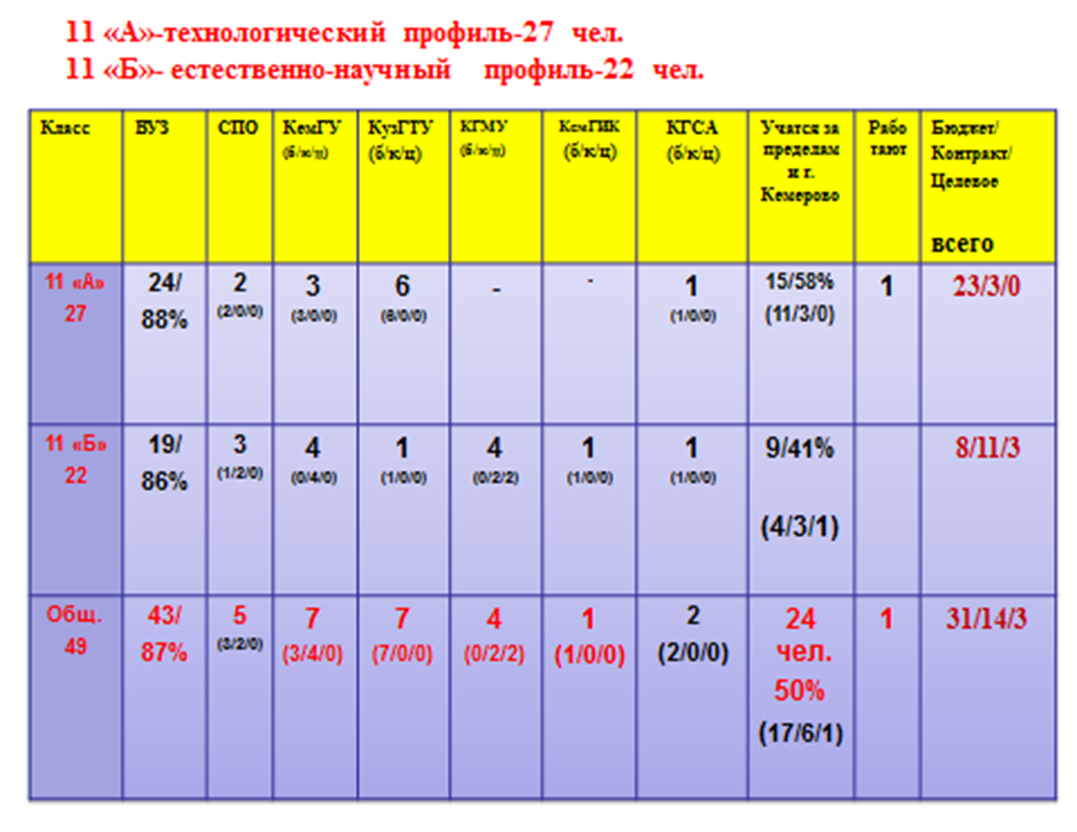 11 «А»-технологический профиль-27 чел.
11 «Б»- естественно-научный профиль-22 чел.
Класс ВУЗ СПО КемГУ (б/к/ц) КузГТУ (б/к/ц) КГМУ (б/к/ц) КемГИК (б/к/ц) КГСА (б/к/ц) Учатся за пределам и г. Кемерово Рабо тают Бюджет/ Контракт/ Целевое всего
11 «А» 27 24/ 88% 2 (2/0/0) 3 (3/0/0) 6 (6/0/0) - - 1 (1/0/0) 15/58% (11/3/0) 1 23/3/0
11 «Б» 22 19/ 86% 3 (1/2/0) 4 (0/4/0) 1 (1/0/0) 4 (0/2/2) 1 (1/0/0) 1 (1/0/0) 9/41% (4/3/1) 8/11/3
Общ. 49 43/ 87% 5 (3/2/0) 7 (3/4/0) 7 (7/0/0) 4 (0/2/2) 1 (1/0/0) 2 (2/0/0) 24 чел. 50% (17/6/1) 1 31/14/3